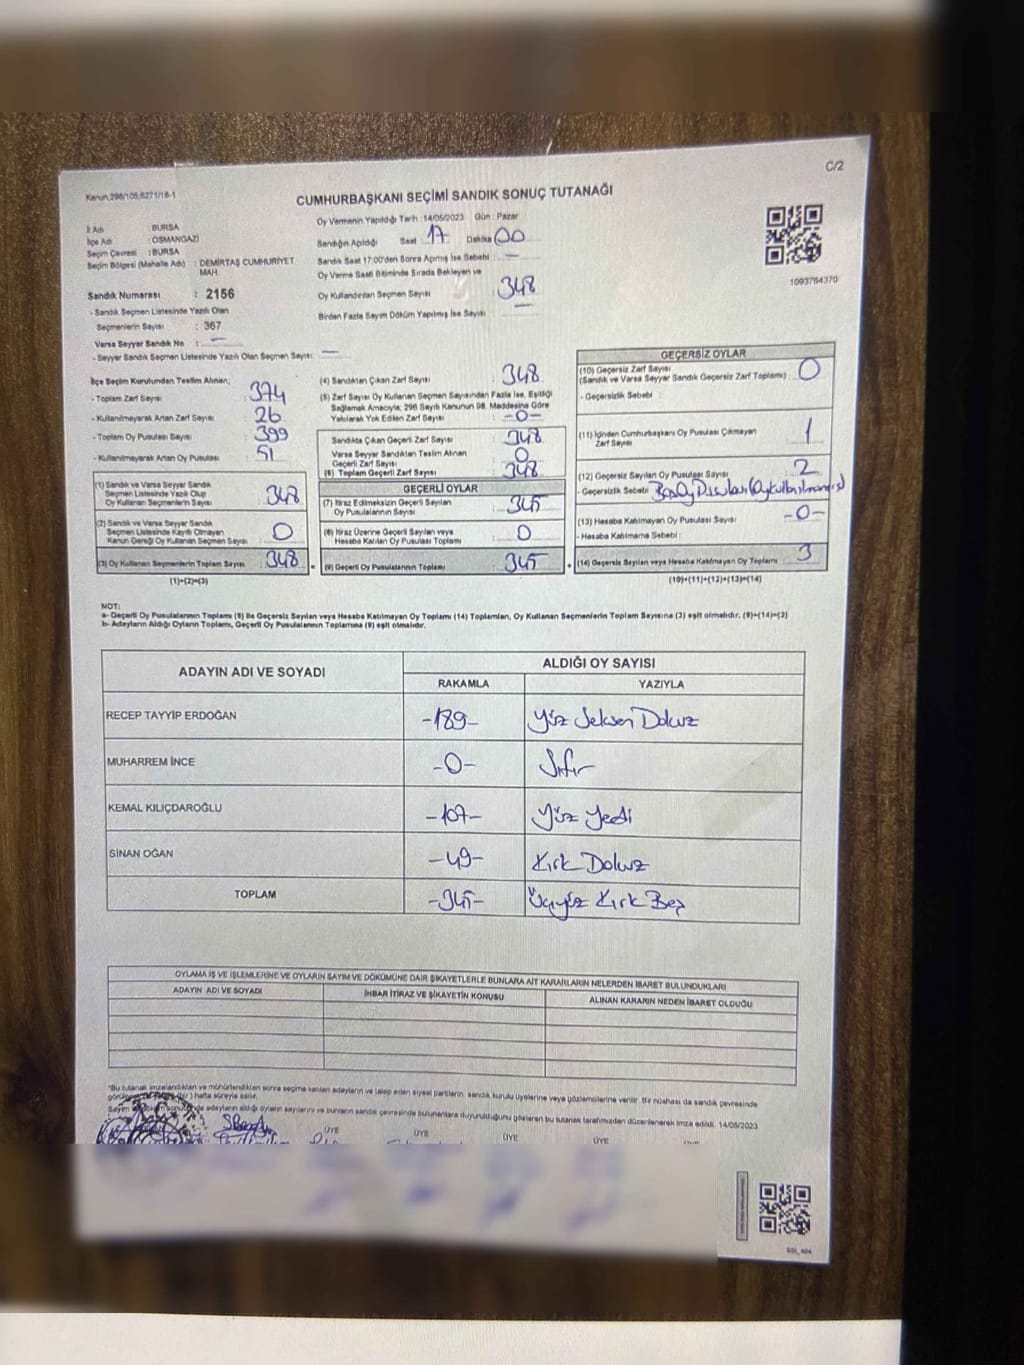 C/2
Kanun.298/105,6271/18-1
CUMHURBAŞKANI SEÇİMİ SANDIK SONUÇ TUTANAĞI
İl Adı : BURSA
İlçe Adı : OSMANGAZİ
Seçim Çevresi : BURSA
Seçim Bölgesi (Mahalle Adı) : DEMİRTAŞ CUMHURİYET MAH.
Sandık Numarası : 2156
- Sandık Seçmen Listesinde Yazılı Olan
Seçmenlerin Sayısı : 367
Varsa Seyyar Sandık No : —
- Seyyar Sandık Seçmen Listesinde Yazılı Olan Seçmen Sayısı: —
Oy Vermenin Yapıldığı Tarih :14/05/2023 Gün : Pazar
Sandığın Açıldığı Saat 17 Dakika 00
Sandık Saat 17:00'den Sonra Açılmış İse Sebebi : —
Oy Verme Saati Bitiminde Sırada Bekleyen ve
Oy Kullandırılan Seçmen Sayısı : 348
Birden Fazla Sayım Döküm Yapılmış İse Sayısı : —
1093764370
İlçe Seçim Kurulundan Teslim Alınan;
- Toplam Zarf Sayısı : 374
- Kullanılmayarak Artan Zarf Sayısı : 26
- Toplam Oy Pusulası Sayısı : 399
- Kullanılmayarak Artan Oy Pusulası : 51
(1) Sandık ve Varsa Seyyar Sandık
Seçmen Listesinde Yazılı Olup
Oy Kullanan Seçmenlerin Sayısı : 348
(2) Sandık ve Varsa Seyyar Sandık
Seçmen Listesinde Kayıtlı Olmayan
Kanun Gereği Oy Kullanan Seçmen Sayısı : 0
(3) Oy Kullanan Seçmenlerin Toplam Sayısı : 348
(1)+(2)=(3)
(4) Sandıktan Çıkan Zarf Sayısı : 348
(5) Zarf Sayısı Oy Kullanan Seçmen Sayısından Fazla İse, Eşitliği
Sağlamak Amacıyla; 298 Sayılı Kanunun 98. Maddesine Göre
Yakılarak Yok Edilen Zarf Sayısı : -0-
Sandıkta Çıkan Geçerli Zarf Sayısı : 348
Varsa Seyyar Sandıktan Teslim Alınan
Geçerli Zarf Sayısı : 0
(6) Toplam Geçerli Zarf Sayısı : 348
GEÇERLİ OYLAR
(7) İtiraz Edilmeksizin Geçerli Sayılan
Oy Pusulalarının Sayısı : 345
(8) İtiraz Üzerine Geçerli Sayılan veya
Hesaba Katılan Oy Pusulası Toplamı : 0
(9) Geçerli Oy Pusulalarının Toplamı : 345
GEÇERSİZ OYLAR
(10) Geçersiz Zarf Sayısı
(Sandık ve Varsa Seyyar Sandık Geçersiz Zarf Toplamı) : 0
- Geçersizlik Sebebi :
(11) İçinden Cumhurbaşkanı Oy Pusulası Çıkmayan
Zarf Sayısı : 1
(12) Geçersiz Sayılan Oy Pusulası Sayısı : 2
- Geçersizlik Sebebi : Boş Oy Pusulası
(13) Hesaba Katılmayan Oy Pusulası Sayısı : -0-
- Hesaba Katılmama Sebebi :
(14) Geçersiz Sayılan veya Hesaba Katılmayan Oy Toplamı : 3
(10)+(11)+(12)+(13)=(14)
NOT:
a- Geçerli Oy Pusulalarının Toplamı (9) ile Geçersiz Sayılan veya Hesaba Katılmayan Oy Toplamı (14) Toplamları, Oy Kullanan Seçmenlerin Toplam Sayısına (3) eşit olmalıdır. (9)+(14)=(3)
b- Adayların Aldığı Oyların Toplamı, Geçerli Oy Pusulalarının Toplamına (9) eşit olmalıdır.
ADAYIN ADI VE SOYADI ALDIĞI OY SAYISI
RAKAMLA YAZIYLA
RECEP TAYYİP ERDOĞAN -189- Yüz Seksen Dokuz
MUHARREM İNCE -0- Sıfır
KEMAL KILIÇDAROĞLU -107- Yüz Yedi
SİNAN OĞAN -49- Kırk Dokuz
TOPLAM -345- Üçyüz Kırk Beş
OYLAMA İŞ VE İŞLEMLERİNE VE OYLARIN SAYIM VE DÖKÜMÜNE DAİR ŞİKAYETLERLE BUNLARA AİT KARARLARIN NELERDEN İBARET BULUNDUKLARI
ADAYIN ADI VE SOYADI İHBAR İTİRAZ VE ŞİKAYETİN KONUSU ALINAN KARARIN NEDEN İBARET OLDUĞU
"Bu tutanak imzalandıktan ve mühürlendikten sonra seçime katılan adayların ve talep eden siyasi partilerin, sandık kurulu üyelerine veya gözlemcilerine verilir. Bir nüshası da sandık çevresinde
) hafta süreyle asılır.
adayların aldığı oyların sayılarını ve bunların sandık çevresinde bulunanlara duyurulduğunu gösteren bu tutanak tarafımızdan düzenlenerek imza edildi. 14/05/2023
ÜYE ÜYE ÜYE ÜYE